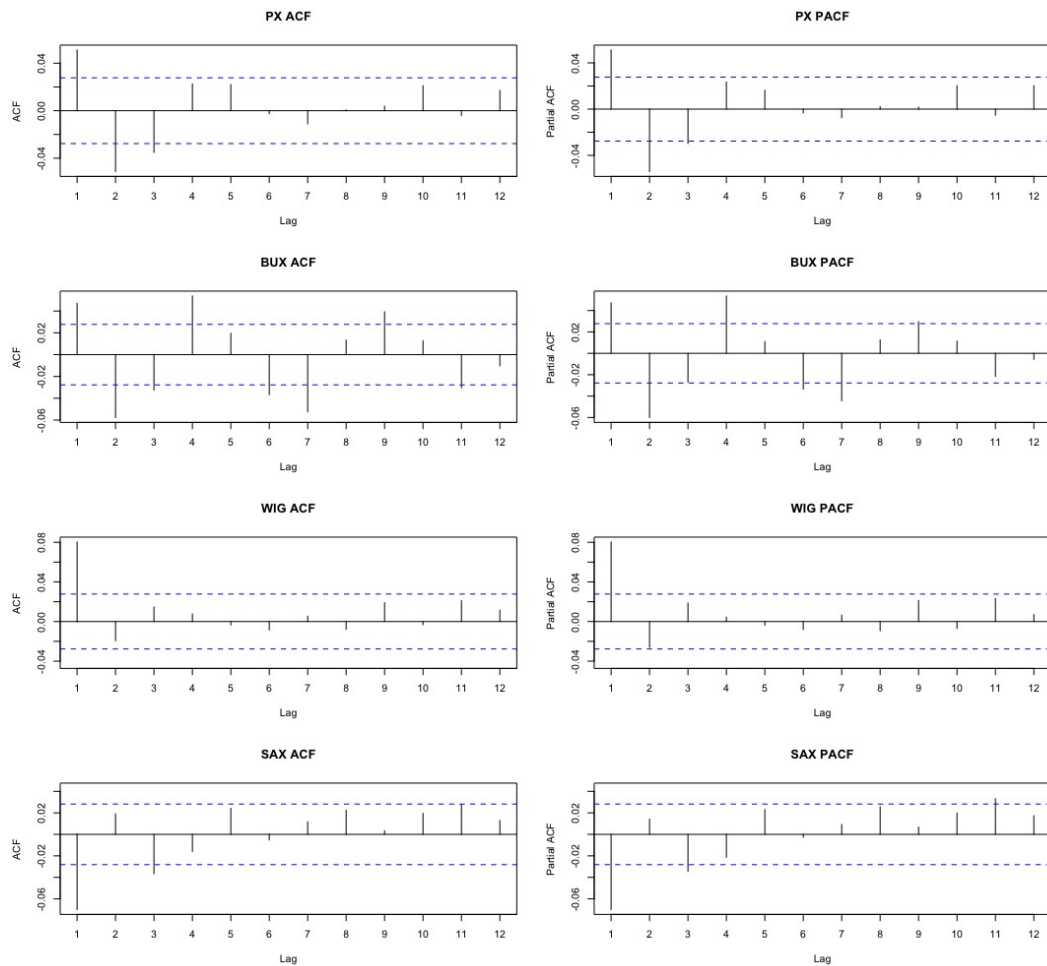 PX ACF
ACF
0.04
0.00
-0.04
1 2 3 4 5 6 7 8 9 10 11 12
Lag
PX PACF
Partial ACF
0.04
0.00
-0.04
1 2 3 4 5 6 7 8 9 10 11 12
Lag
BUX ACF
ACF
0.02
-0.02
-0.06
1 2 3 4 5 6 7 8 9 10 11 12
Lag
BUX PACF
Partial ACF
0.02
-0.02
-0.06
1 2 3 4 5 6 7 8 9 10 11 12
Lag
WIG ACF
ACF
0.08
0.04
0.00
-0.04
1 2 3 4 5 6 7 8 9 10 11 12
Lag
WIG PACF
Partial ACF
0.08
0.04
0.00
-0.04
1 2 3 4 5 6 7 8 9 10 11 12
Lag
SAX ACF
ACF
0.02
-0.02
-0.06
1 2 3 4 5 6 7 8 9 10 11 12
Lag
SAX PACF
Partial ACF
0.02
-0.02
-0.06
1 2 3 4 5 6 7 8 9 10 11 12
Lag